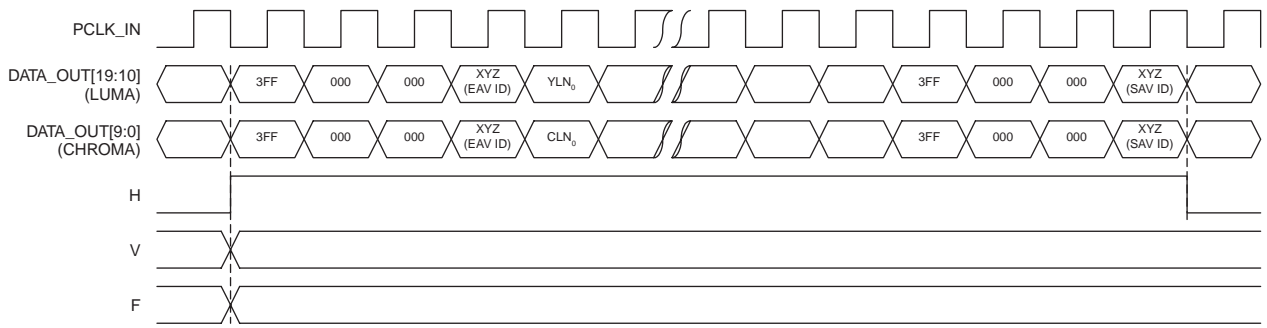 PCLK_IN
DATA_OUT[19:10]
(LUMA)
3FF 000 000 XYZ (EAV ID) YLN₀ 3FF 000 000 XYZ (SAV ID)
DATA_OUT[9:0]
(CHROMA)
3FF 000 000 XYZ (EAV ID) CLN₀ 3FF 000 000 XYZ (SAV ID)
H
V
F